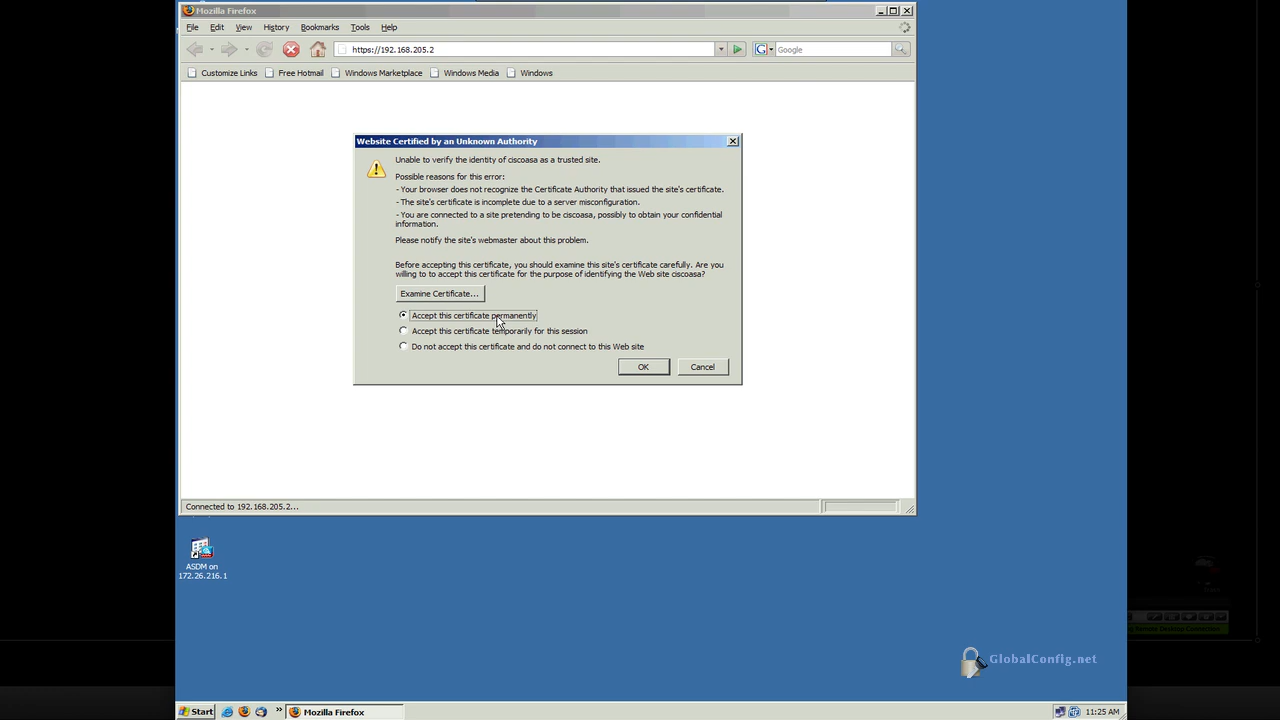 Mozilla Firefox
File Edit View History Bookmarks Tools Help
https://192.168.205.2
G Google
Customize Links Free Hotmail Windows Marketplace Windows Media Windows
Website Certified by an Unknown Authority
Unable to verify the identity of ciscoasa as a trusted site.
Possible reasons for this error:
- Your browser does not recognize the Certificate Authority that issued the site's certificate.
- The site's certificate is incomplete due to a server misconfiguration.
- You are connected to a site pretending to be ciscoasa, possibly to obtain your confidential
information.
Please notify the site's webmaster about this problem.
Before accepting this certificate, you should examine this site's certificate carefully. Are you
willing to to accept this certificate for the purpose of identifying the Web site ciscoasa?
Examine Certificate...
Accept this certificate permanently
Accept this certificate temporarily for this session
Do not accept this certificate and do not connect to this Web site
OK Cancel
Connected to 192.168.205.2...
ASDM on
172.26.216.1
GlobalConfig.net
Start » Mozilla Firefox 11:25 AM